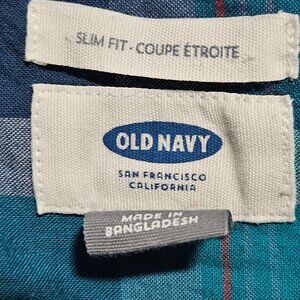 SLIM FIT - COUPE ÉTROITE
OLD NAVY
SAN FRANCISCO
CALIFORNIA
MADE IN
BANGLADESH